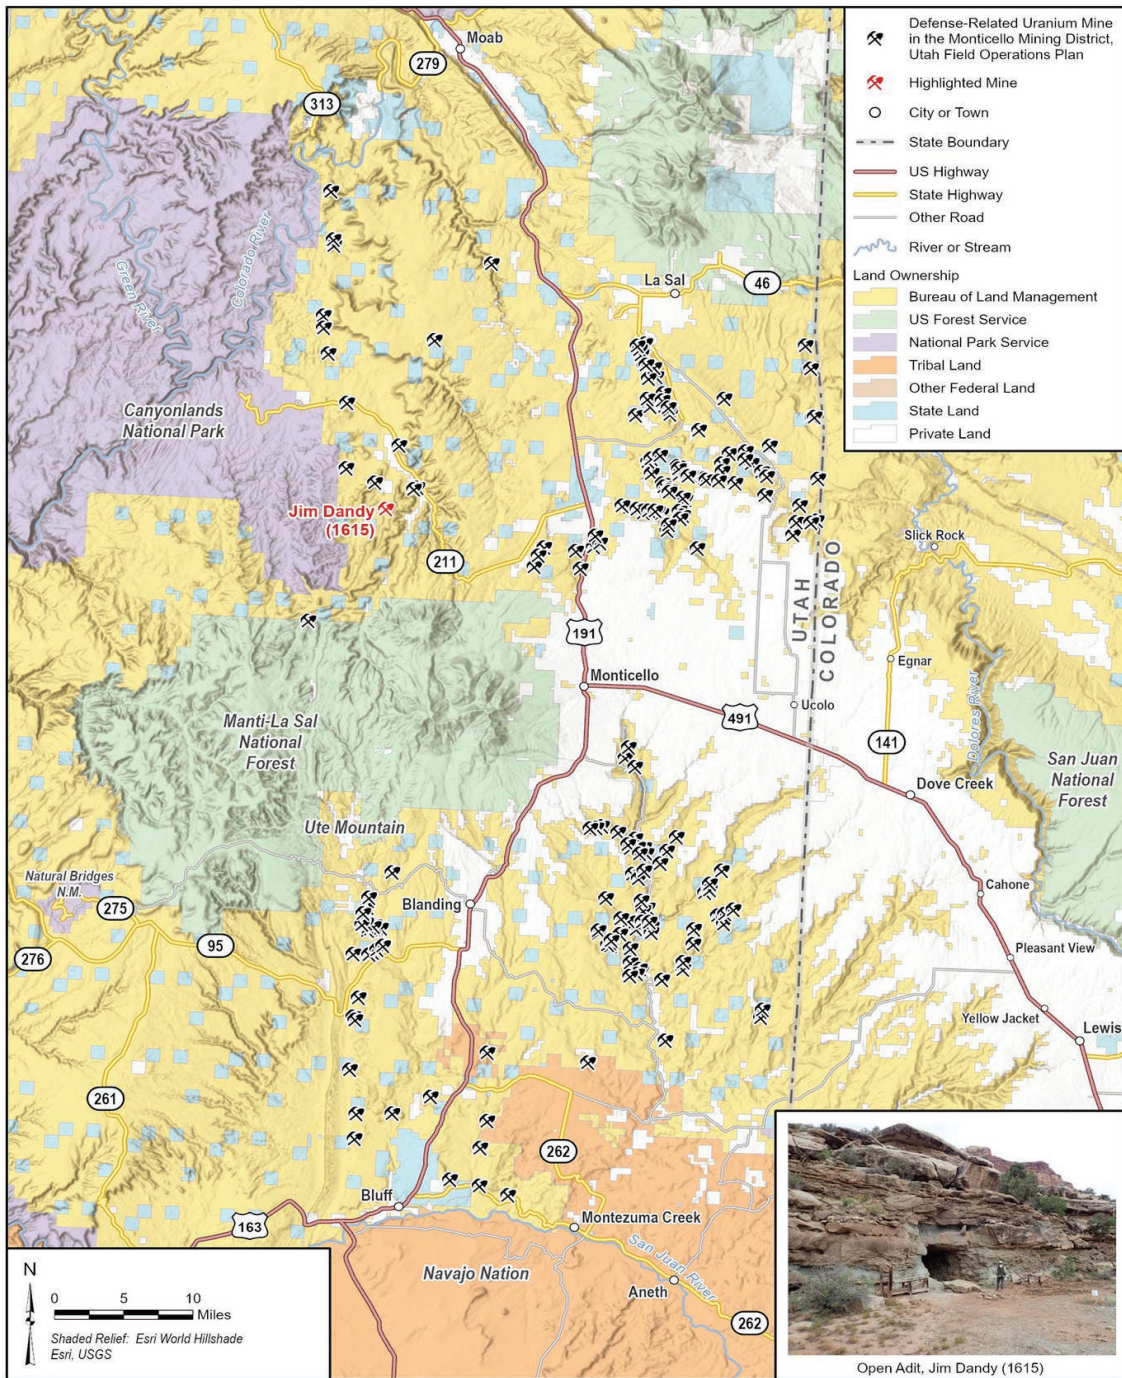 Defense-Related Uranium Mine
in the Monticello Mining District,
Utah Field Operations Plan
Highlighted Mine
City or Town
State Boundary
US Highway
State Highway
Other Road
River or Stream
Land Ownership
Bureau of Land Management
US Forest Service
National Park Service
Tribal Land
Other Federal Land
State Land
Private Land
Moab
279
313
Green River
Colorado River
La Sal
46
Canyonlands
National Park
Jim Dandy
(1615)
211
Slick Rock
UTAH
COLORADO
191
Egnar
Monticello
Ucolo
491
141
Dolores River
Manti-La Sal
National
Forest
San Juan
National
Forest
Dove Creek
Ute Mountain
Natural Bridges
N.M.
275
Blanding
Cahone
95
276
Pleasant View
Yellow Jacket
Lewis
261
262
Bluff
163
Montezuma Creek
San Juan River
Navajo Nation
Aneth
262
N
0 5 10
Miles
Shaded Relief: Esri World Hillshade
Esri, USGS
Open Adit, Jim Dandy (1615)